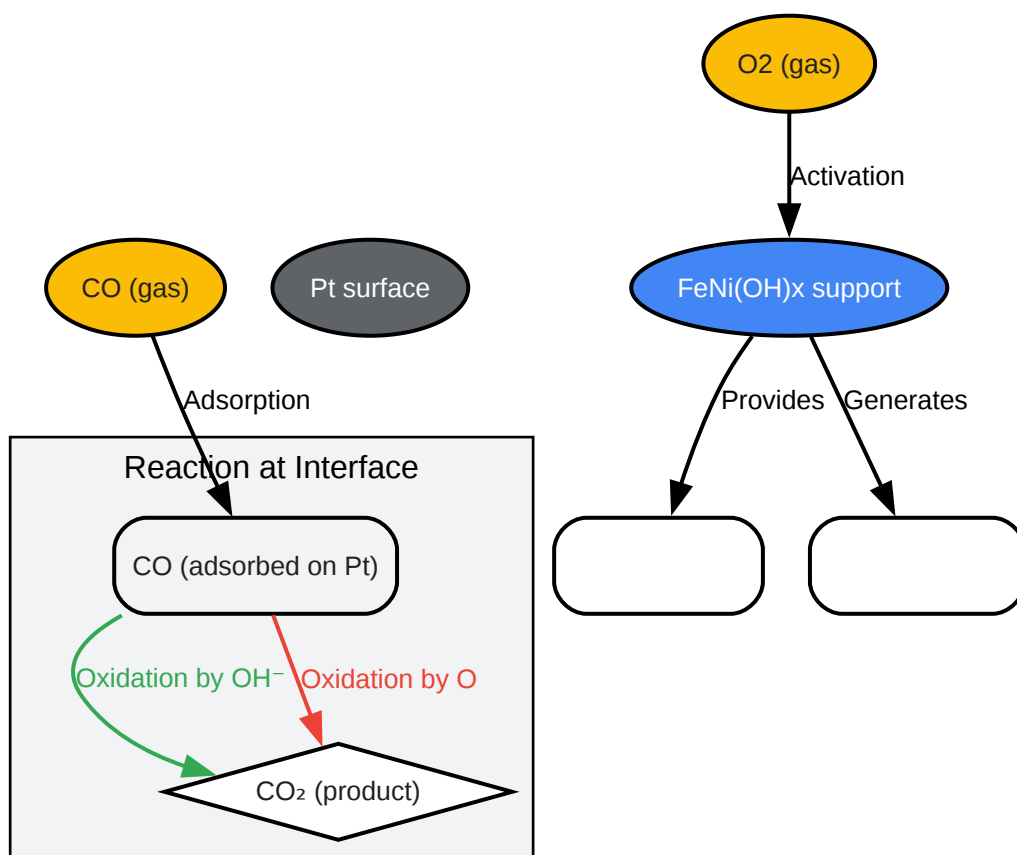 O2 (gas)
Activation
CO (gas)
Pt surface
FeNi(OH)x support
Adsorption
Provides
Generates
Reaction at Interface
CO (adsorbed on Pt)
Oxidation by OH⁻
Oxidation by O
CO₂ (product)